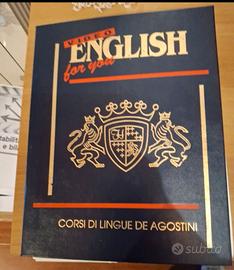 VIDEO
ENGLISH
for you
CORSI DI LINGUE DE AGOSTINI
subito